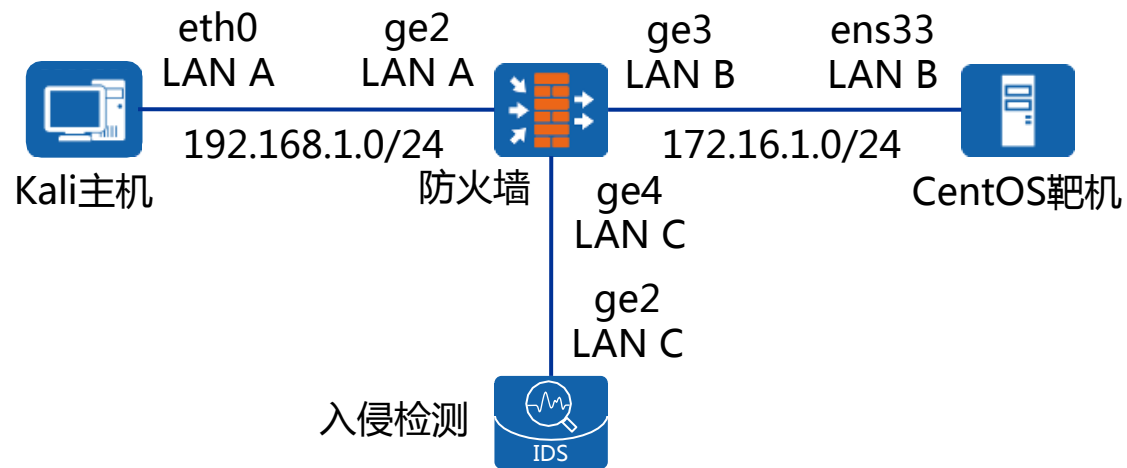 eth0
LAN A
ge2
LAN A
ge3
LAN B
ens33
LAN B
192.168.1.0/24
172.16.1.0/24
Kali主机
防火墙
CentOS靶机
ge4
LAN C
ge2
LAN C
入侵检测
IDS